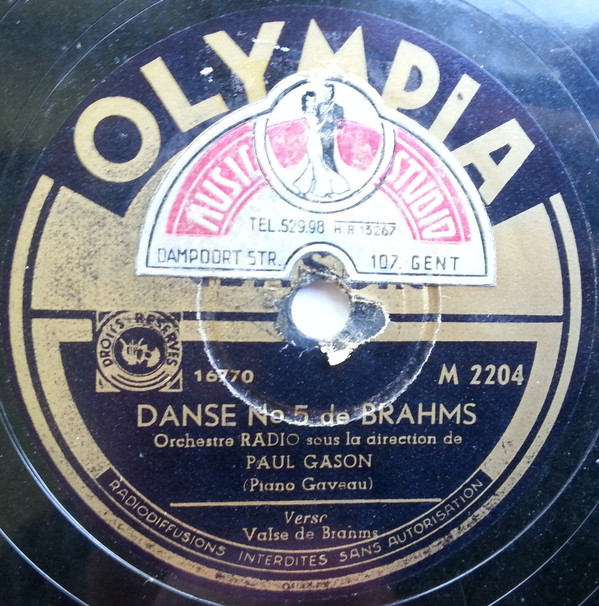 OLYMPIA
MUSIC STUDIO
TEL. 529.98 H R 13267
DAMPOORT STR. 107. GENT
DROITS RESERVES
16770 M 2204
DANSE No 5 de BRAHMS
Orchestre RADIO sous la direction de
PAUL GASON
(Piano Gaveau)
Verso
Valse de Brahms
RADIODIFFUSIONS INTERDITES SANS AUTORISATION